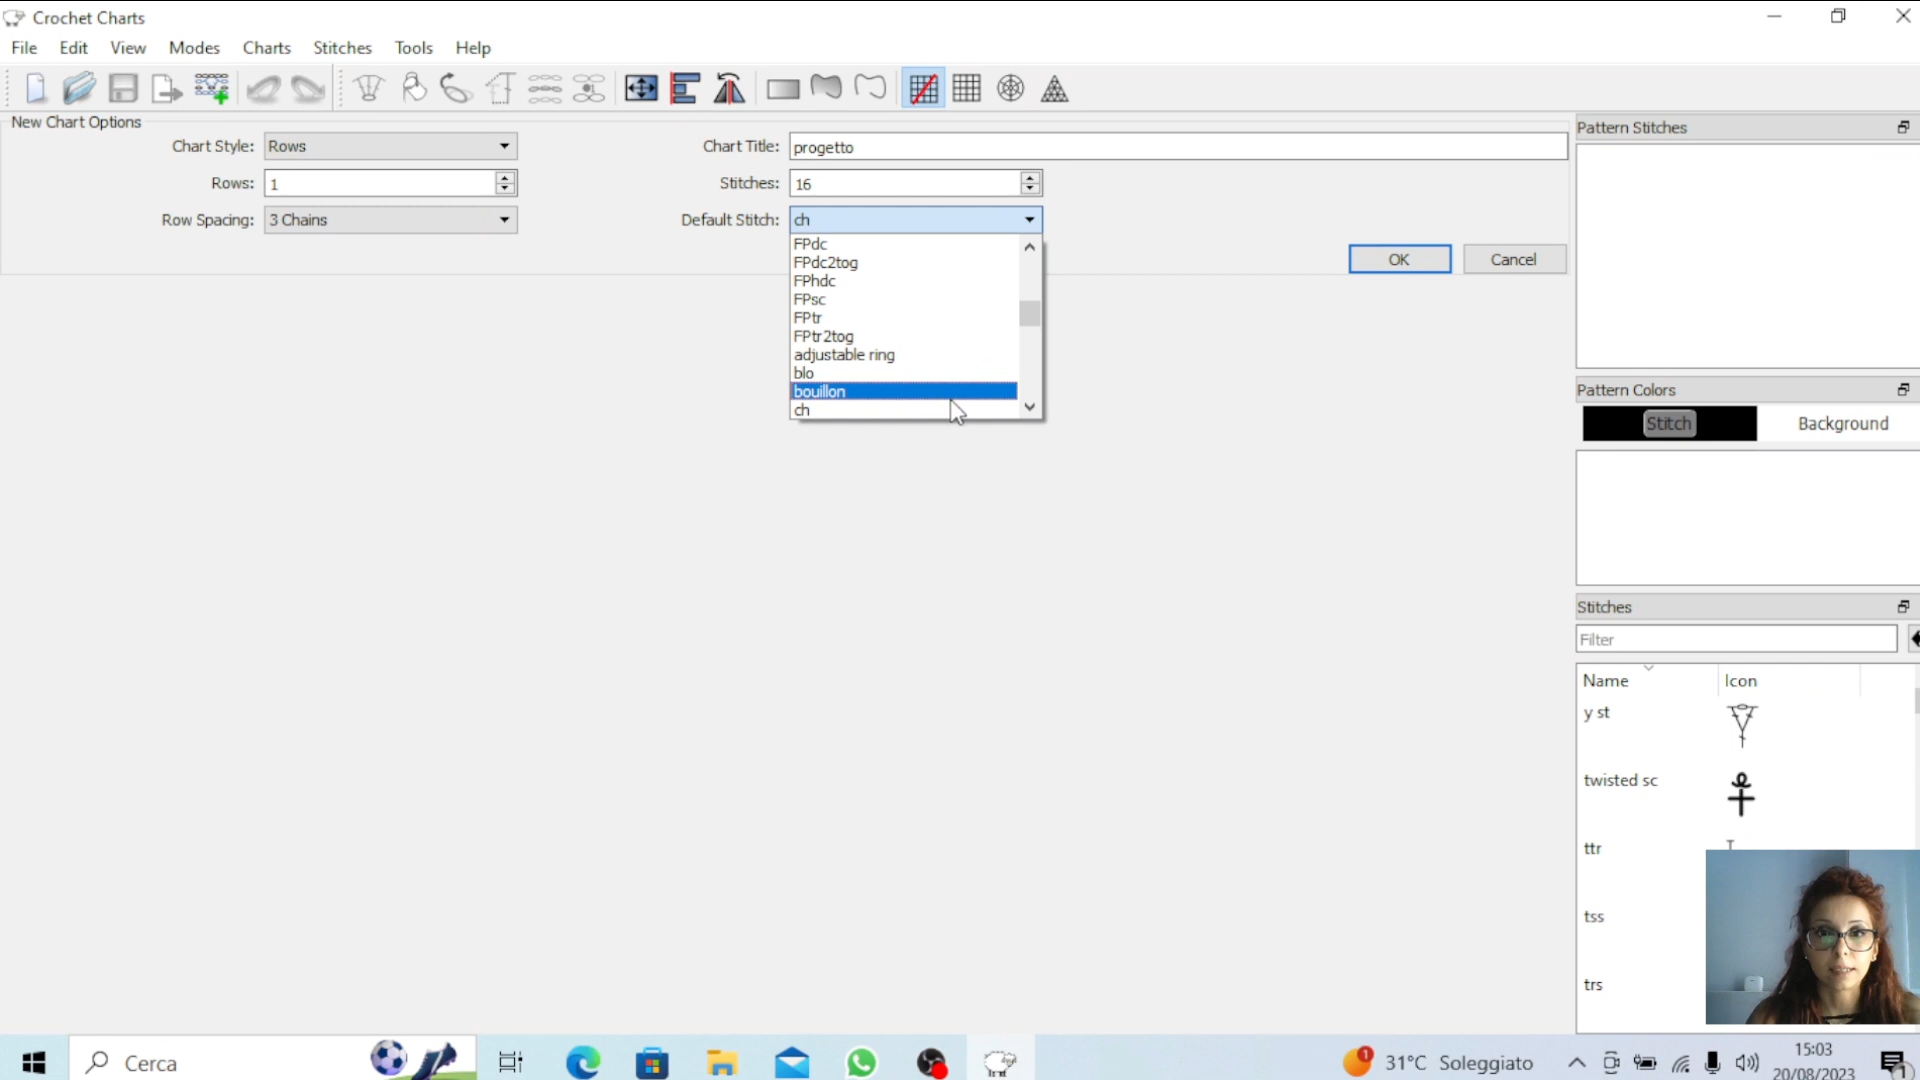 Crochet Charts
File Edit View Modes Charts Stitches Tools Help
New Chart Options
Chart Style: Rows
Chart Title: progetto
Rows: 1
Stitches: 16
Row Spacing: 3 Chains
Default Stitch: ch
FPdc
FPdc2tog
FPhdc
FPsc
FPtr
FPtr2tog
adjustable ring
blo
bouillon
ch
OK
Cancel
Pattern Stitches
Pattern Colors
Stitch
Background
Stitches
Filter
Name Icon
y st
twisted sc
ttr
tss
trs
Cerca
1
31°C Soleggiato
15:03
20/08/2023
1